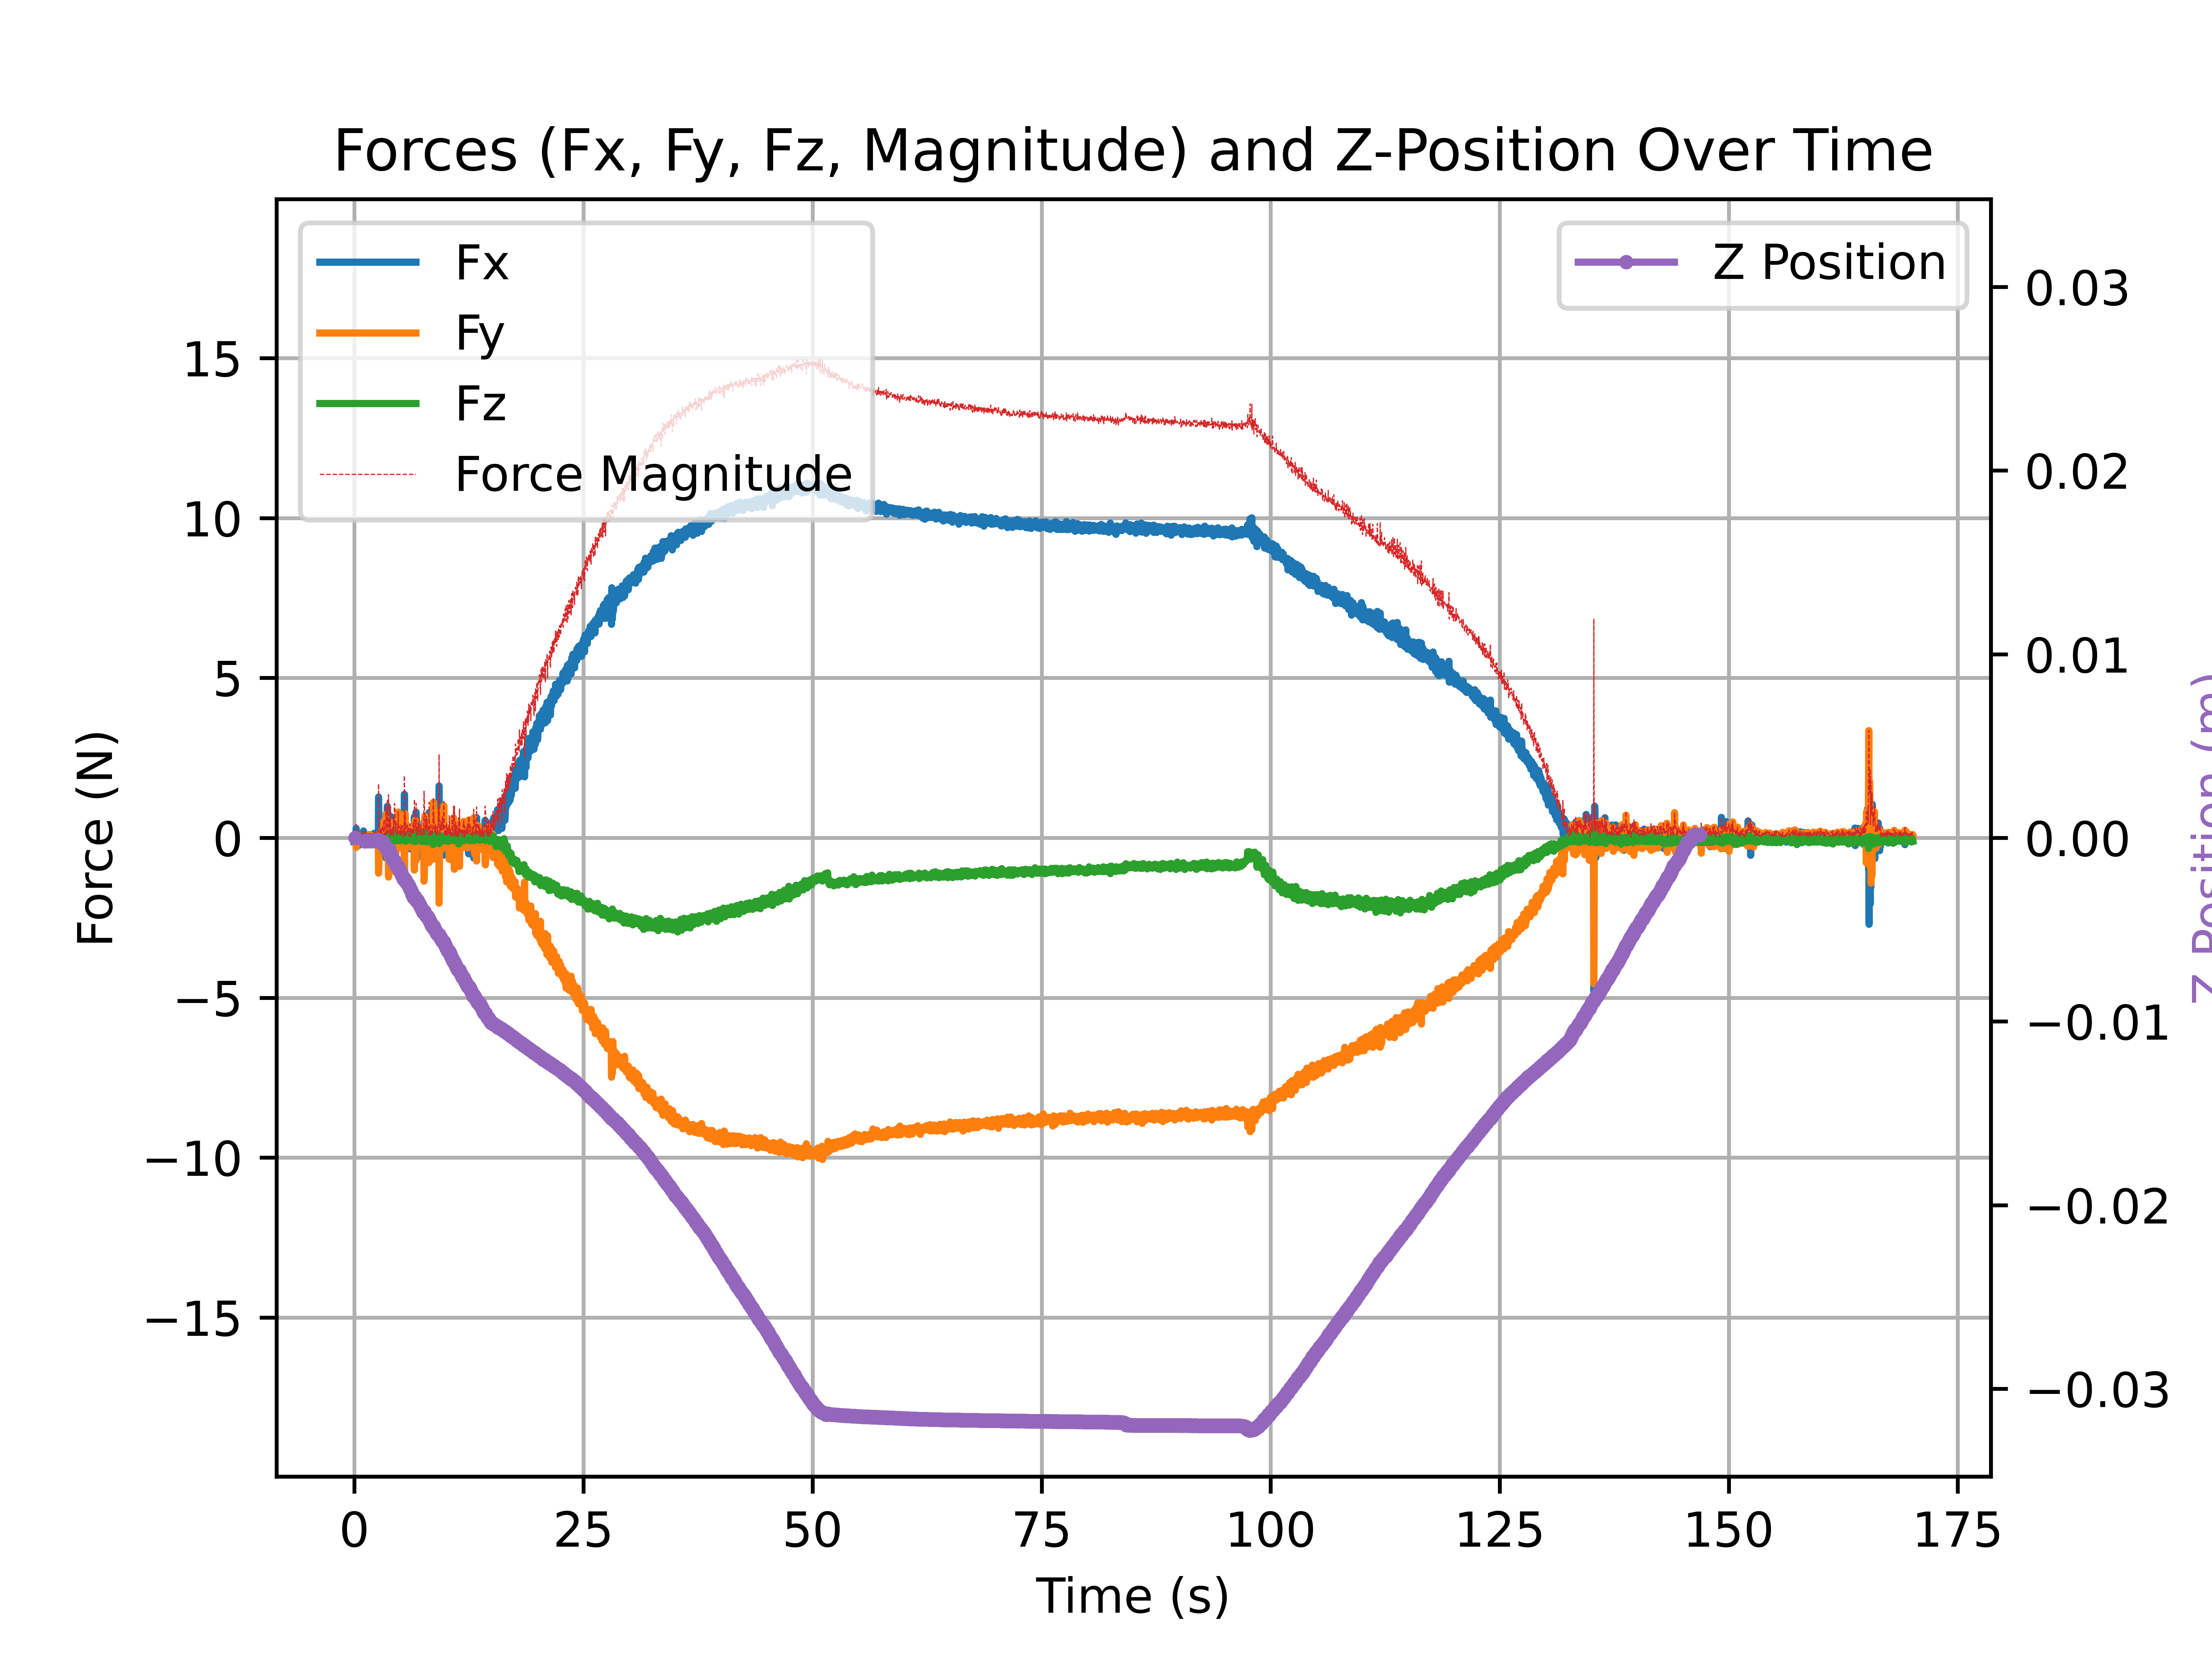 Forces (Fx, Fy, Fz, Magnitude) and Z-Position Over Time
Fx
Fy
Fz
Force Magnitude
Z Position
Force (N)
15
10
5
0
−5
−10
−15
0.03
0.02
0.01
0.00
−0.01
−0.02
−0.03
Z Position (m)
0
25
50
75
100
125
150
175
Time (s)